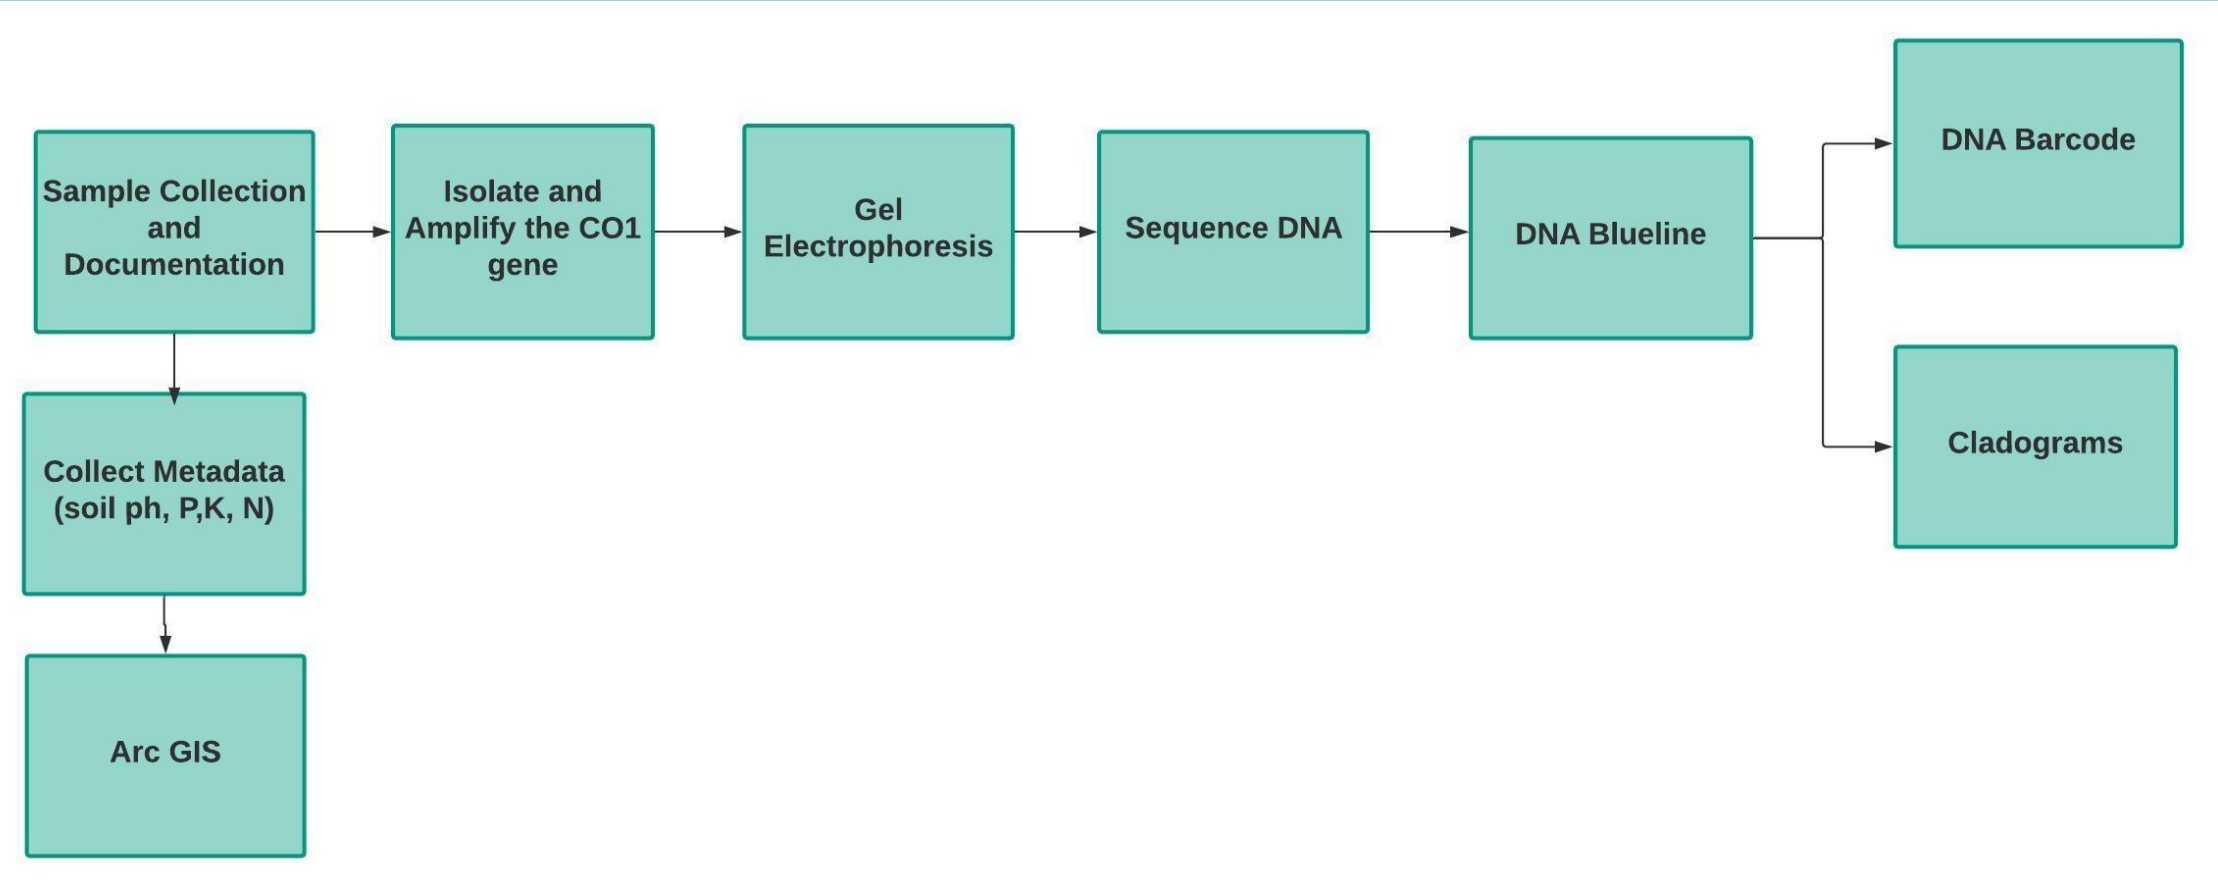 Sample Collection
and
Documentation
Isolate and
Amplify the CO1
gene
Gel
Electrophoresis
Sequence DNA
DNA Blueline
DNA Barcode
Cladograms
Collect Metadata
(soil ph, P,K, N)
Arc GIS